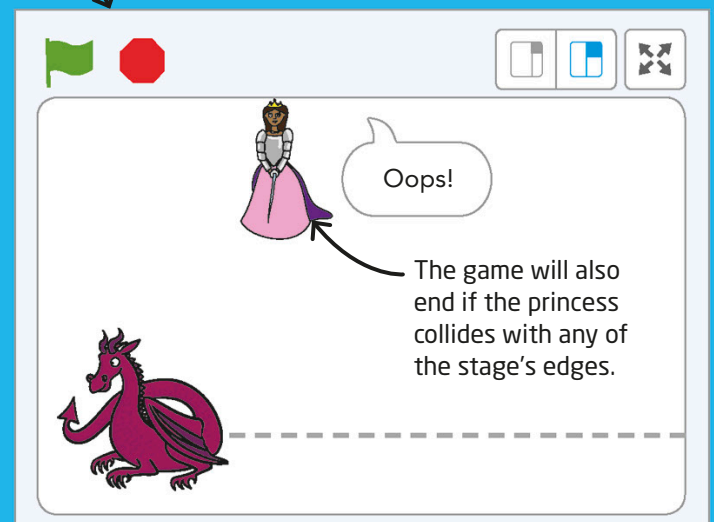 Oops!
The game will also
end if the princess
collides with any of
the stage's edges.